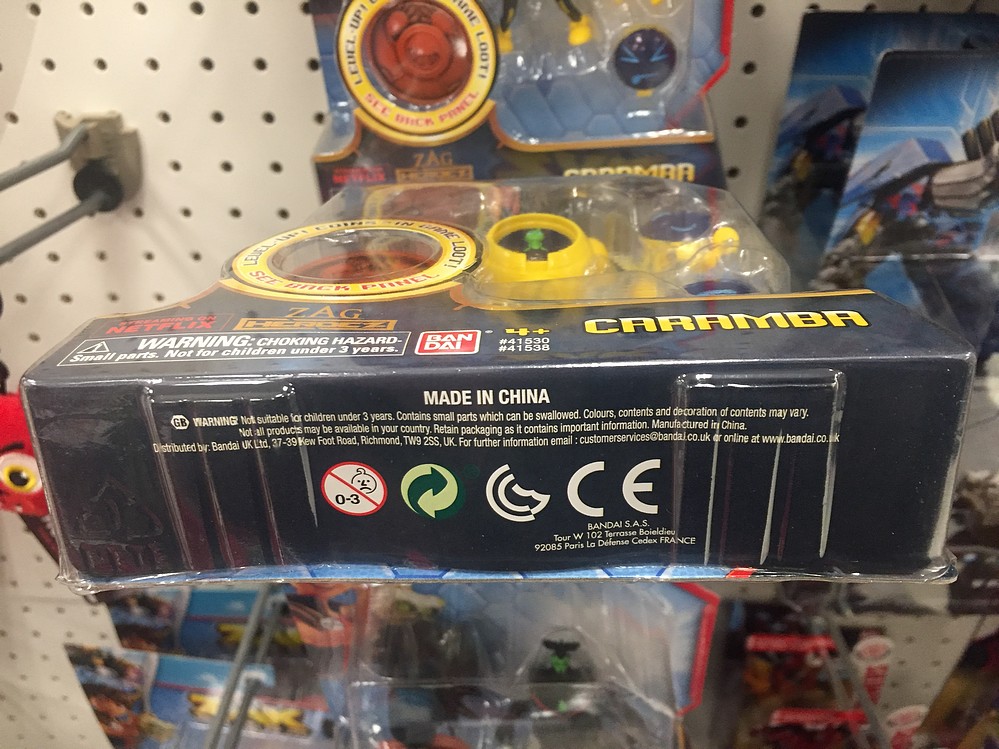 LEVEL-UP! GAME LOOT!
SEE BACK PANEL
NETFLIX
ZAG
HEROEZ
CARAMBA
LEVEL-UP! COINS - IN GAME LOOT!
SEE BACK PANEL
NETFLIX
ZAG
HEROEZ
WARNING: CHOKING HAZARD-
Small parts. Not for children under 3 years.
BAN
DAI
4+
#41530
#41538
CARAMBA
MADE IN CHINA
GB WARNING! Not suitable for children under 3 years. Contains small parts which can be swallowed. Colours, contents and decoration of contents may vary.
Not all products may be available in your country. Retain packaging as it contains important information. Manufactured in China.
Distributed by: Bandai UK Ltd, 37-39 Kew Foot Road, Richmond, TW9 2SS, UK. For further information email : customerservices@bandai.co.uk or online at www.bandai.co.uk
0-3
CE
BANDAI S.A.S.
Tour W 102 Terrasse Boieldieu
92085 Paris La Défense Cedex FRANCE